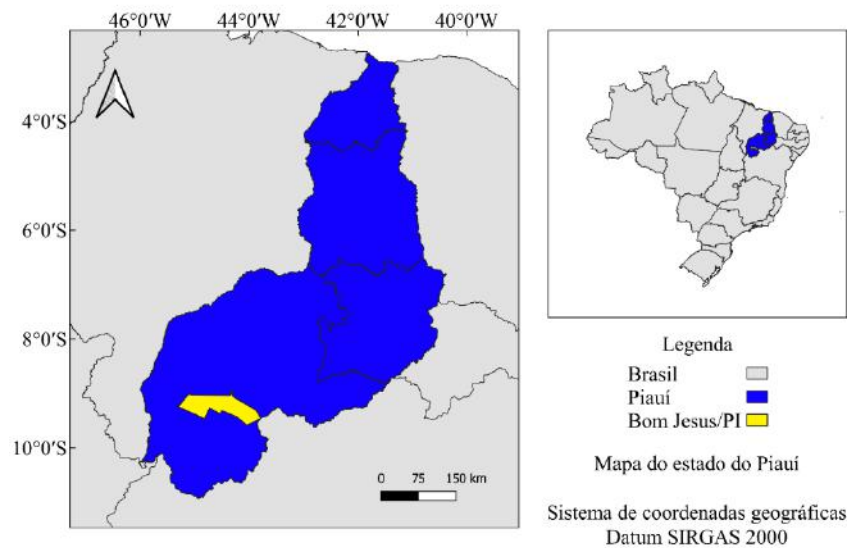 46°0′W 44°0′W 42°0′W 40°0′W
4°0′S
6°0′S
8°0′S
10°0′S
0 75 150 km
Legenda
Brasil
Piauí
Bom Jesus/PI
Mapa do estado do Piauí
Sistema de coordenadas geográficas
Datum SIRGAS 2000